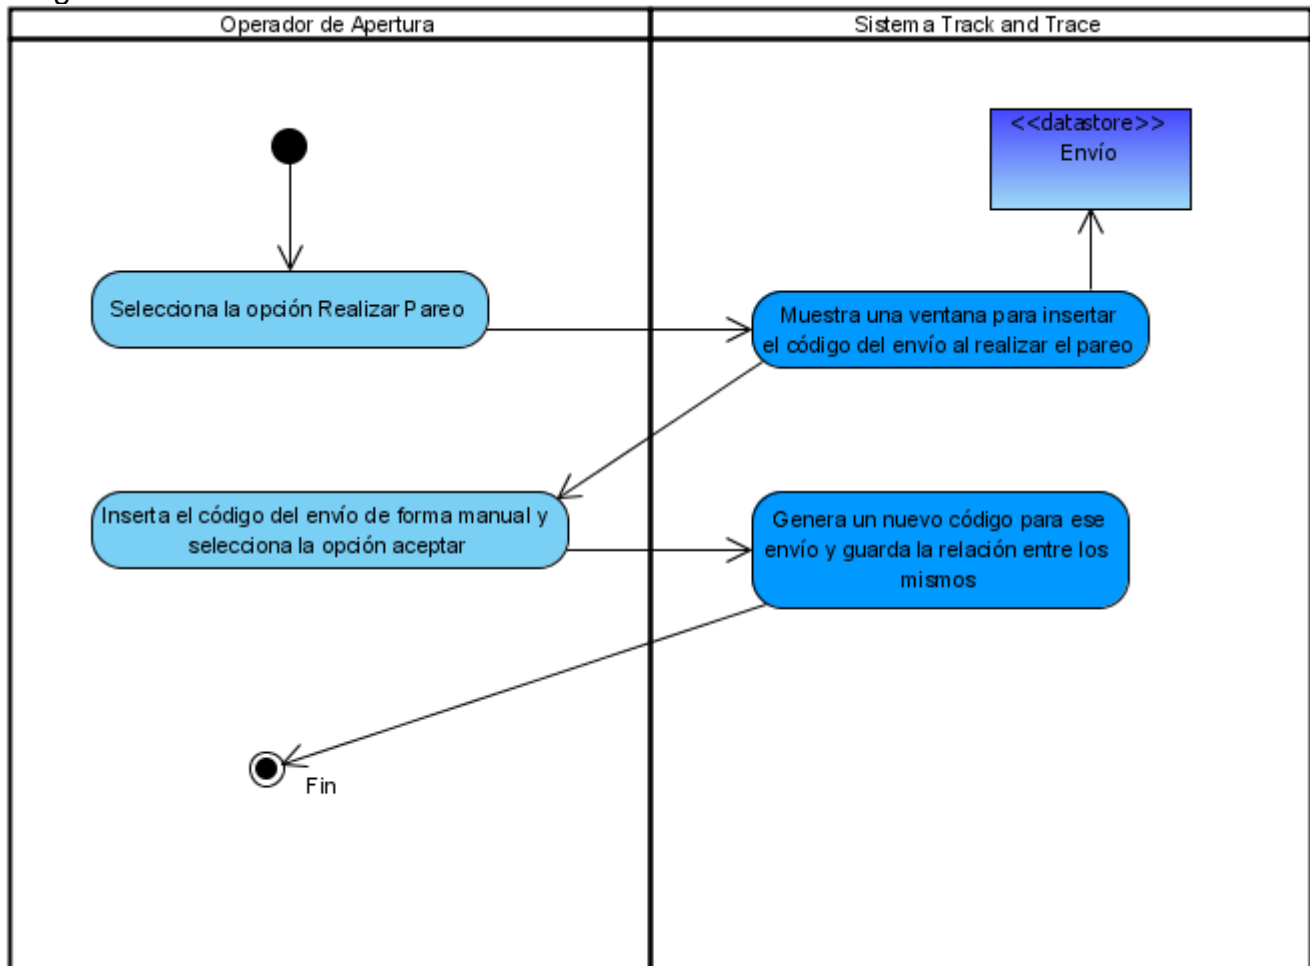 Operador de Apertura
Sistema Track and Trace
<<datastore>>
Envío
Selecciona la opción Realizar Pareo
Muestra una ventana para insertar
el código del envío al realizar el pareo
Inserta el código del envío de forma manual y
selecciona la opción aceptar
Genera un nuevo código para ese
envío y guarda la relación entre los
mismos
Fin